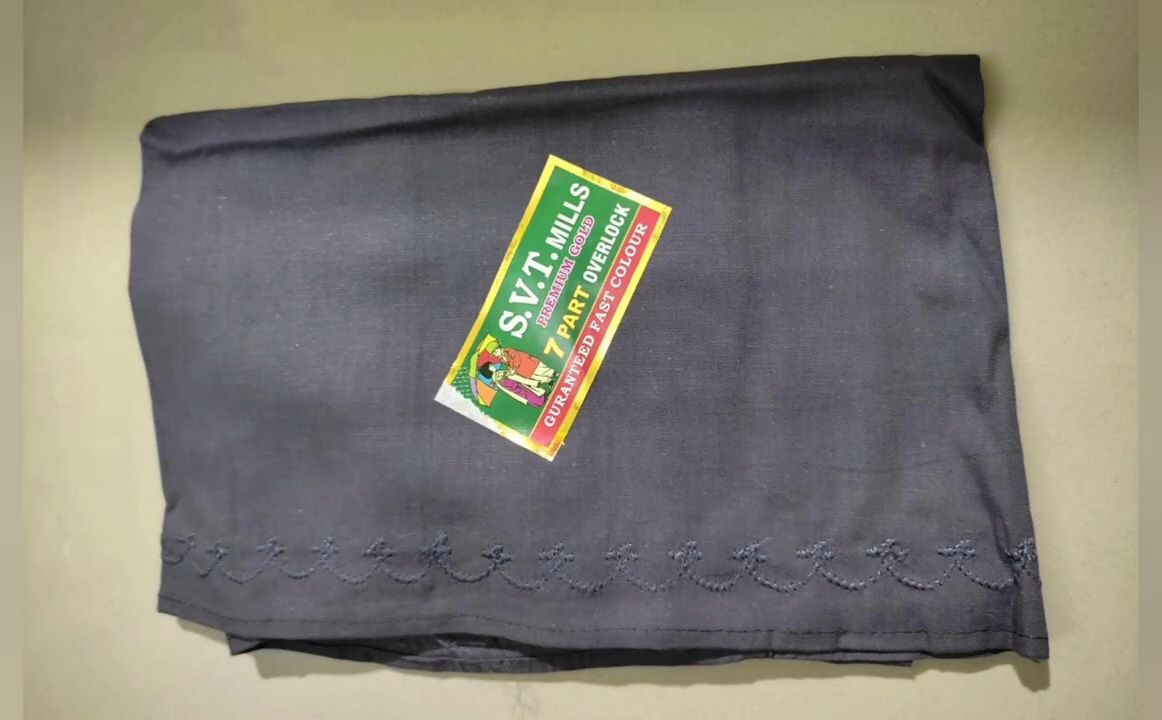 S.V.T. MILLS
PREMIUM GOLD
7 PART OVERLOCK
GURANTEED FAST COLOUR